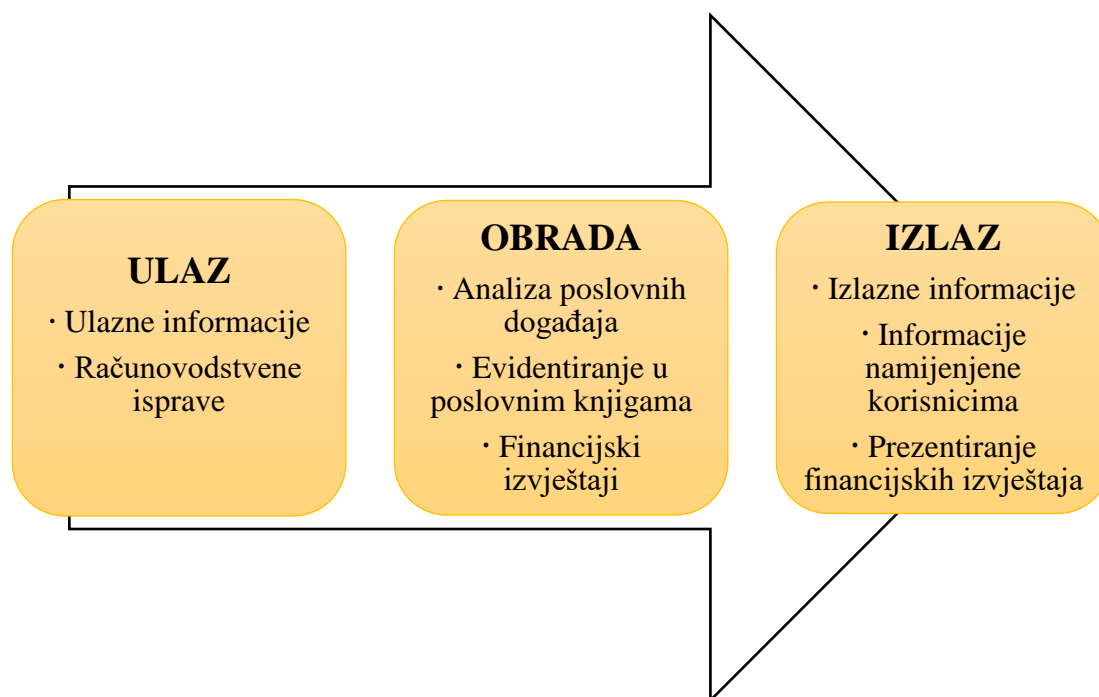 ULAZ
· Ulazne informacije
· Računovodstvene
isprave
OBRADA
· Analiza poslovnih
događaja
· Evidentiranje u
poslovnim knjigama
· Financijski
izvještaji
IZLAZ
· Izlazne informacije
· Informacije
namijenjene
korisnicima
· Prezentiranje
financijskih izvještaja